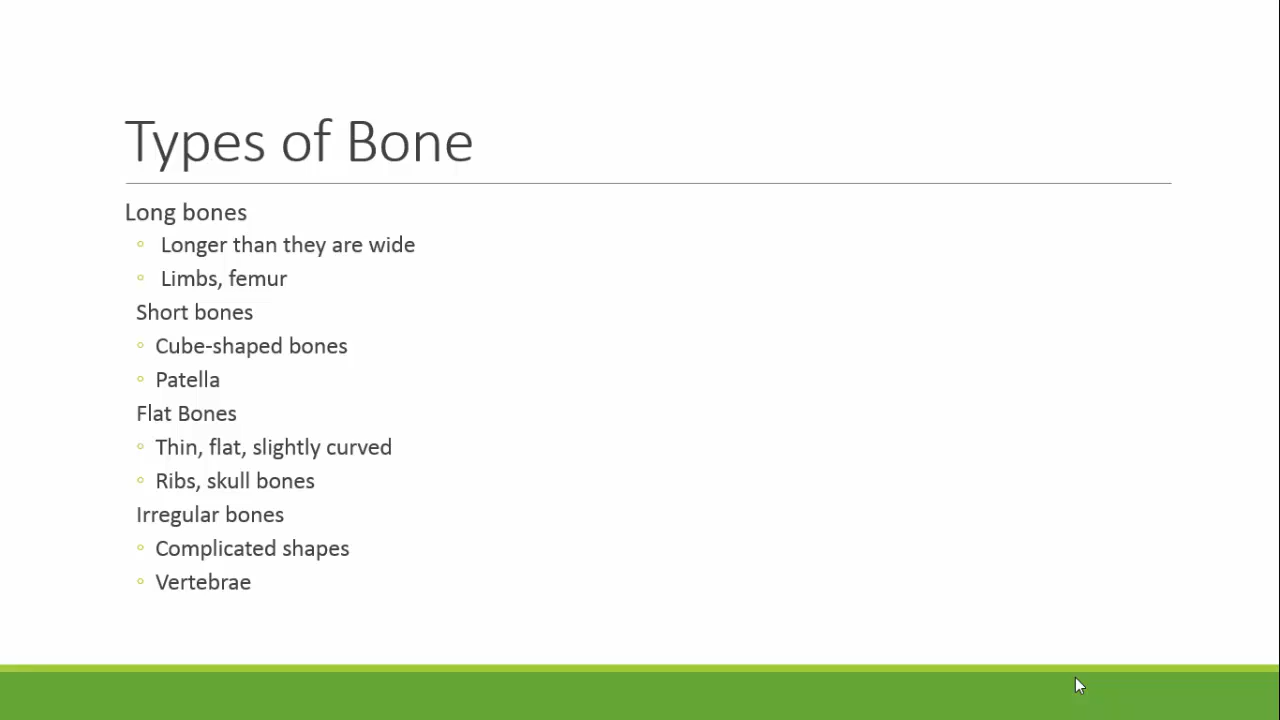 Types of Bone
Long bones
◦ Longer than they are wide
◦ Limbs, femur
Short bones
◦ Cube-shaped bones
◦ Patella
Flat Bones
◦ Thin, flat, slightly curved
◦ Ribs, skull bones
Irregular bones
◦ Complicated shapes
◦ Vertebrae